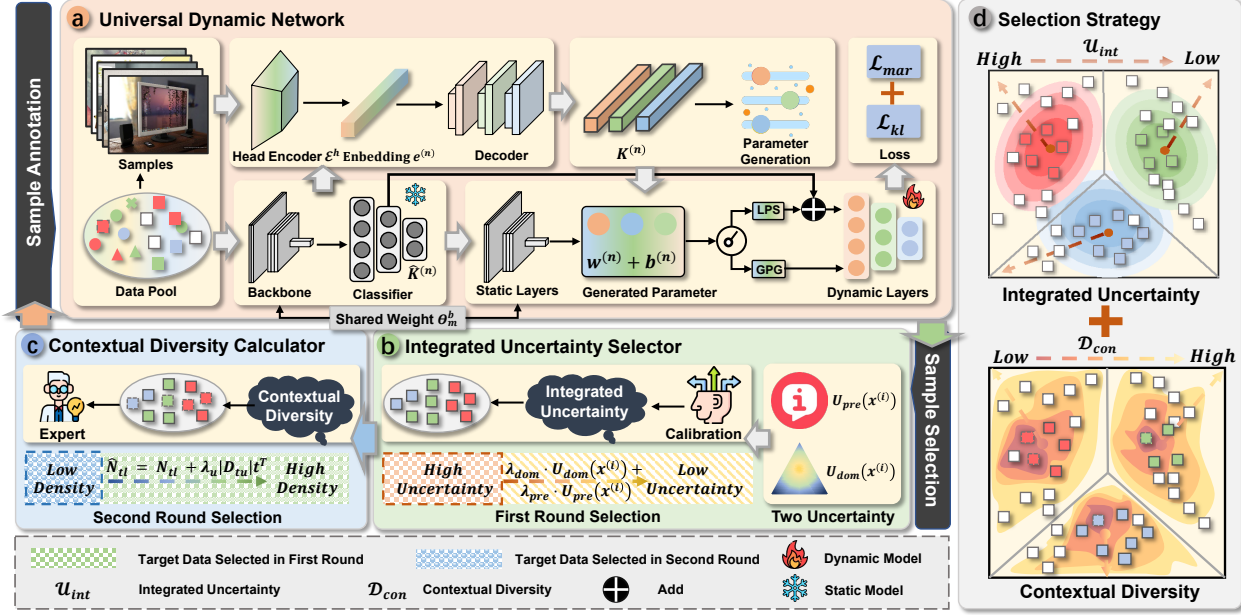 Sample Annotation
a Universal Dynamic Network
Samples
Data Pool
Head Encoder ℰʰ
Embedding e⁽ⁿ⁾
Decoder
K⁽ⁿ⁾
Parameter
Generation
ℒ_mar
ℒ_kl
Loss
Backbone
K̂⁽ⁿ⁾
Classifier
Static Layers
w⁽ⁿ⁾ + b⁽ⁿ⁾
Generated Parameter
LPS
GPG
Dynamic Layers
Shared Weight θ_m^b
c Contextual Diversity Calculator
Expert
Contextual
Diversity
Low
Density
N̂_tl = N_tl + λ_u|D_tu|t^T
High
Density
Second Round Selection
b Integrated Uncertainty Selector
Integrated
Uncertainty
Calibration
High
Uncertainty
λ_dom · U_dom(x⁽ⁱ⁾) +
λ_pre · U_pre(x⁽ⁱ⁾)
Low
Uncertainty
First Round Selection
U_pre(x⁽ⁱ⁾)
U_dom(x⁽ⁱ⁾)
Two Uncertainty
Sample Selection
d Selection Strategy
High
𝒰_int
Low
Integrated Uncertainty
Low
𝒟_con
High
Contextual Diversity
Target Data Selected in First Round
Target Data Selected in Second Round
Dynamic Model
𝒰_int
Integrated Uncertainty
𝒟_con
Contextual Diversity
Add
Static Model